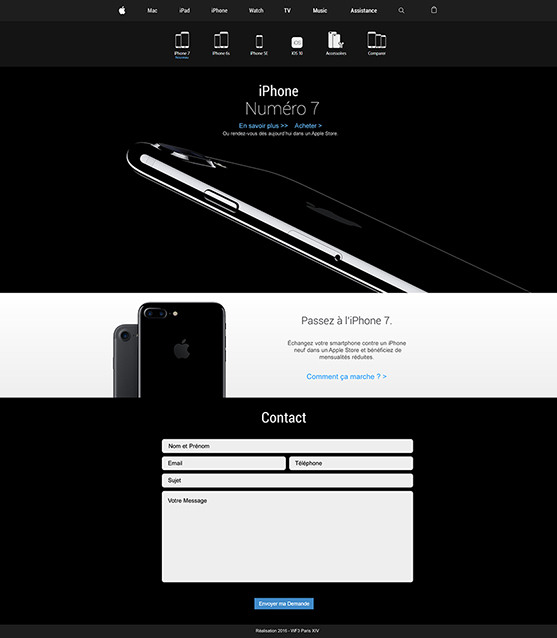 Mac iPad iPhone Watch TV Music Assistance
iPhone 7 iPhone 6s iPhone SE iOS 10 Accessoires Comparer
Nouveau
iPhone
Numéro 7
En savoir plus >> Acheter >
Ou rendez-vous dès aujourd'hui dans un Apple Store.
Passez à l'iPhone 7.
Échangez votre smartphone contre un iPhone
neuf dans un Apple Store et bénéficiez de
mensualités réduites.
Comment ça marche ? >
Contact
Nom et Prénom
Email Téléphone
Sujet
Votre Message
Envoyer ma Demande
Réalisation 2016 - WF3 Paris XIV